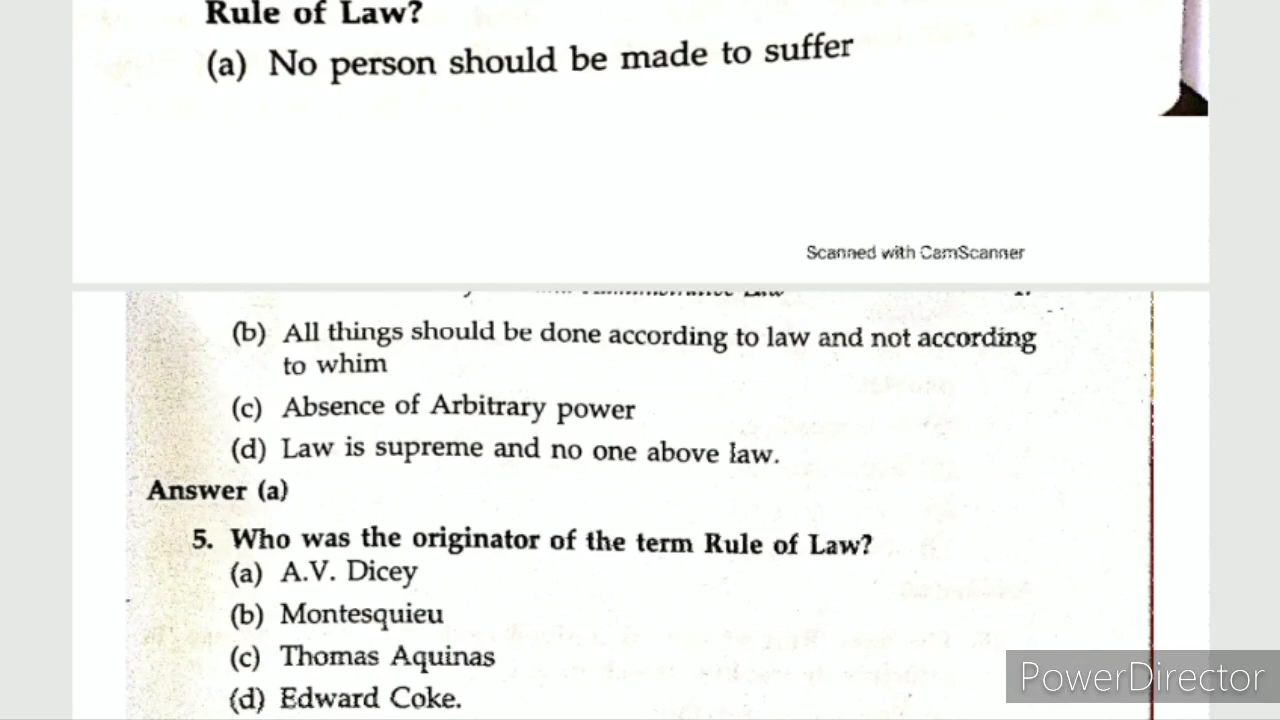 Rule of Law?
(a) No person should be made to suffer
Scanned with CamScanner
(b) All things should be done according to law and not according
to whim
(c) Absence of Arbitrary power
(d) Law is supreme and no one above law.
Answer (a)
5. Who was the originator of the term Rule of Law?
(a) A.V. Dicey
(b) Montesquieu
(c) Thomas Aquinas
(d) Edward Coke.
PowerDirector